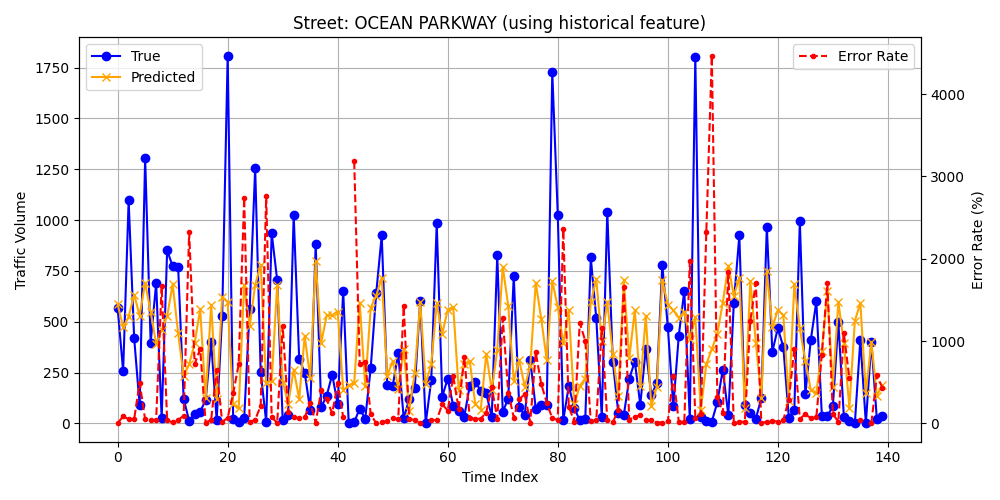 Street: OCEAN PARKWAY (using historical feature)
True
Predicted
Error Rate
1750
1500
1250
1000
750
500
250
0
4000
3000
2000
1000
0
Traffic Volume
Error Rate (%)
0 20 40 60 80 100 120 140
Time Index